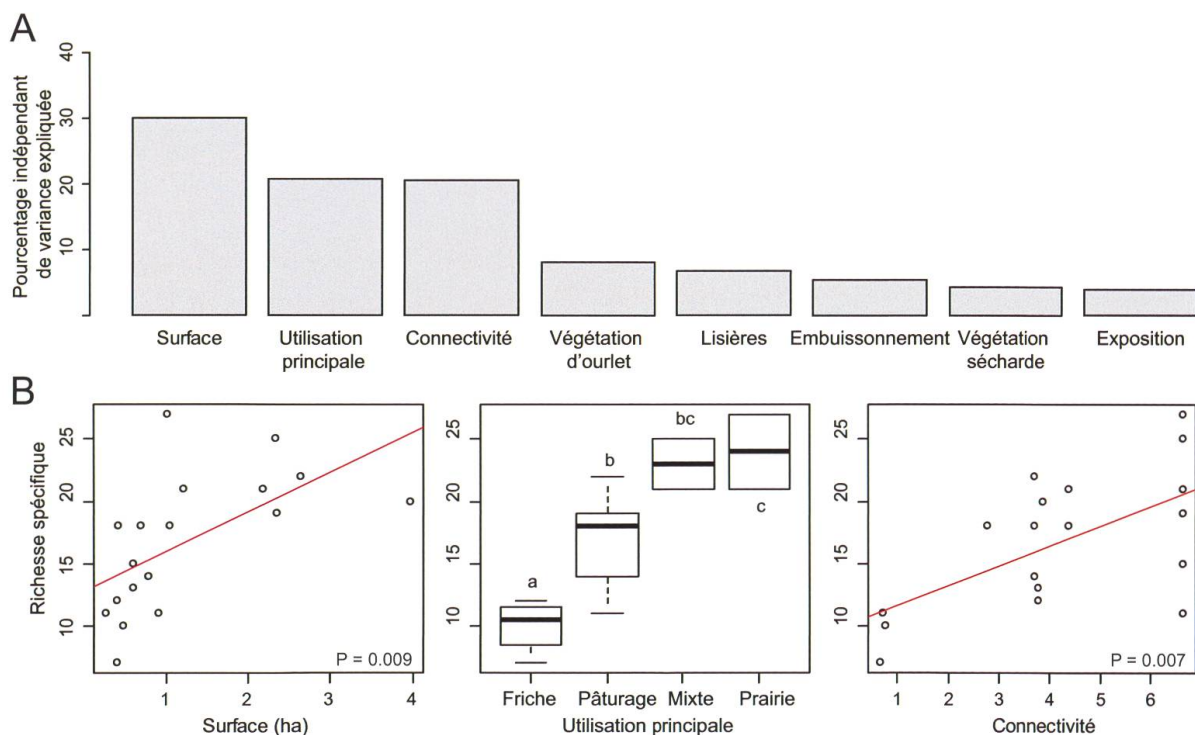 A
Pourcentage indépendant
de variance expliquée
40
30
20
10
Surface
Utilisation
principale
Connectivité
Végétation
d'ourlet
Lisières
Embuissonnement
Végétation
sécharde
Exposition
B
Richesse spécifique
25
20
15
10
P = 0.009
1 2 3 4
Surface (ha)
25
20
15
10
a
b
bc
c
Friche Pâturage Mixte Prairie
Utilisation principale
25
20
15
10
P = 0.007
1 2 3 4 5 6
Connectivité